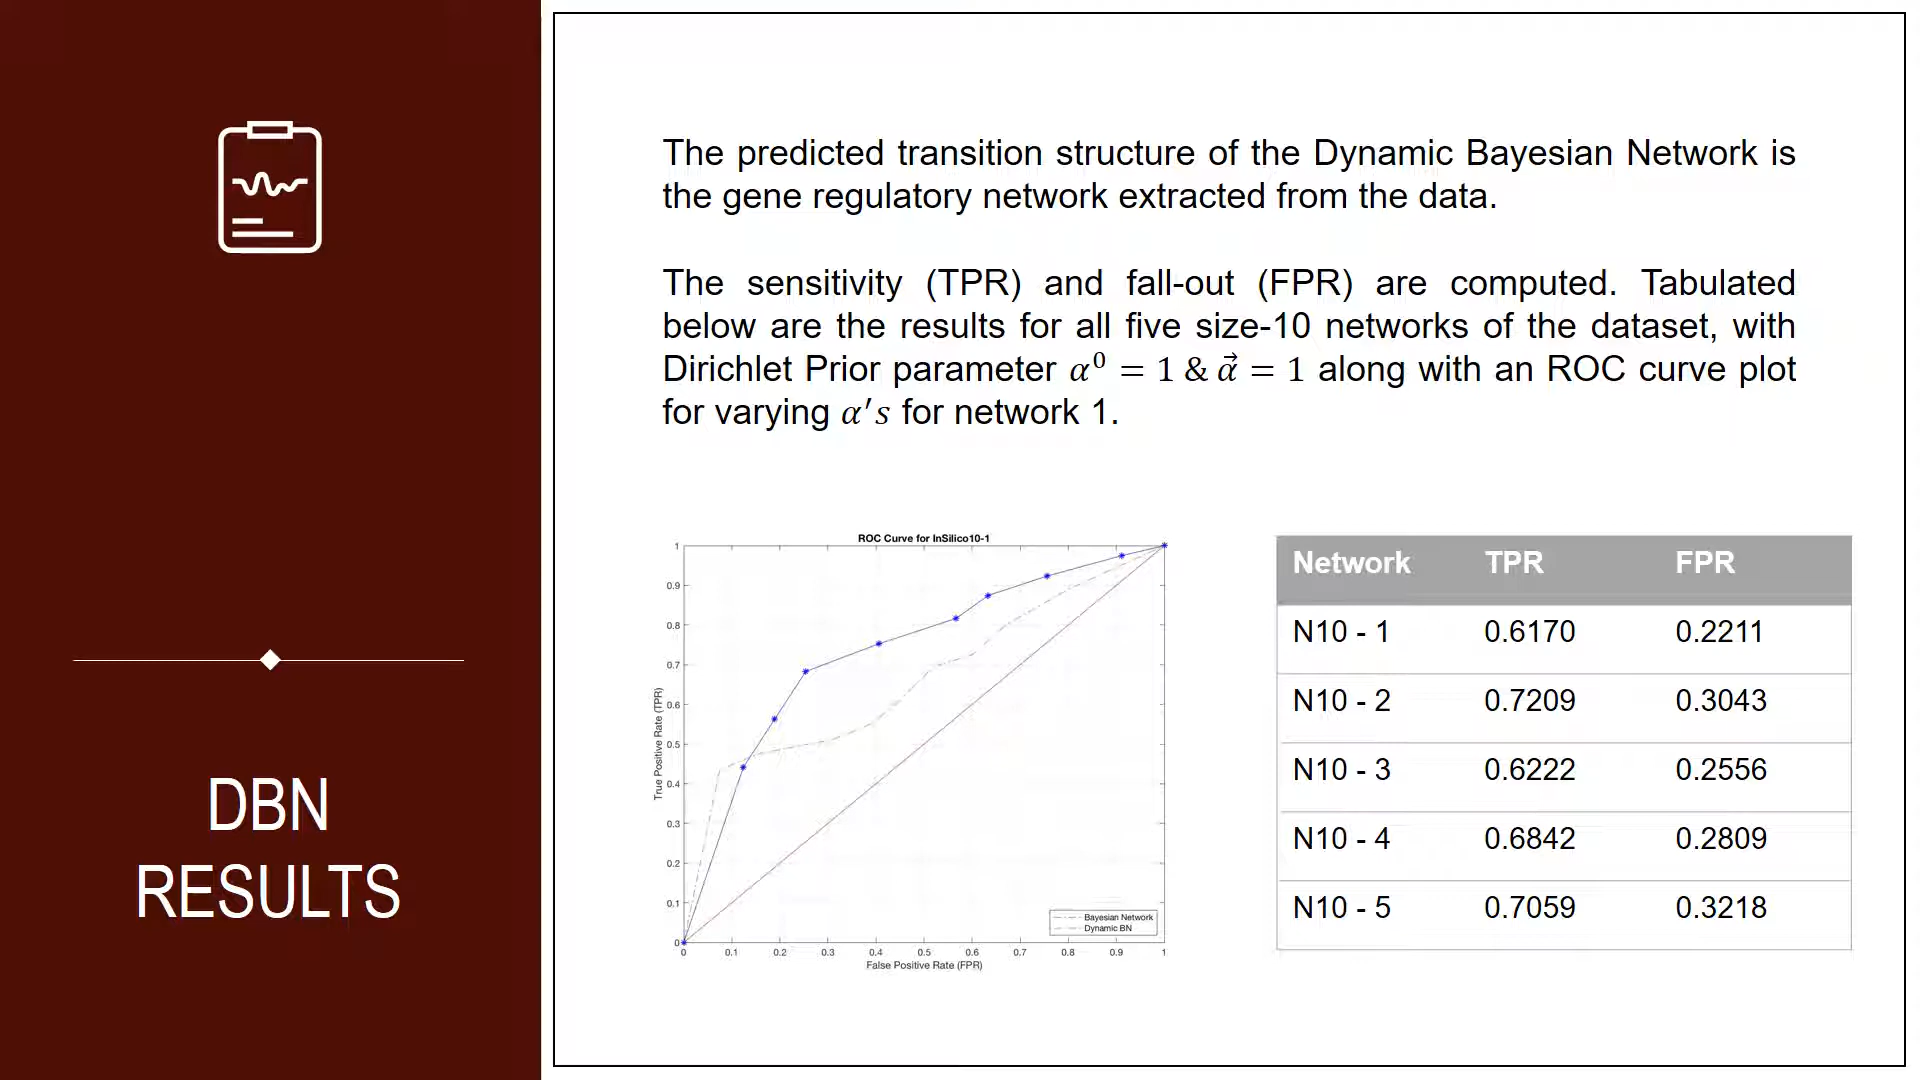 DBN
RESULTS
The predicted transition structure of the Dynamic Bayesian Network is
the gene regulatory network extracted from the data.
The sensitivity (TPR) and fall-out (FPR) are computed. Tabulated
below are the results for all five size-10 networks of the dataset, with
Dirichlet Prior parameter α⁰ = 1 & α⃗ = 1 along with an ROC curve plot
for varying α′s for network 1.
ROC Curve for InSilico10-1
1
0.9
0.8
0.7
0.6
0.5
0.4
0.3
0.2
0.1
0
True Positive Rate (TPR)
0 0.1 0.2 0.3 0.4 0.5 0.6 0.7 0.8 0.9 1
False Positive Rate (FPR)
Bayesian Network
Dynamic BN
Network TPR FPR
N10 - 1 0.6170 0.2211
N10 - 2 0.7209 0.3043
N10 - 3 0.6222 0.2556
N10 - 4 0.6842 0.2809
N10 - 5 0.7059 0.3218